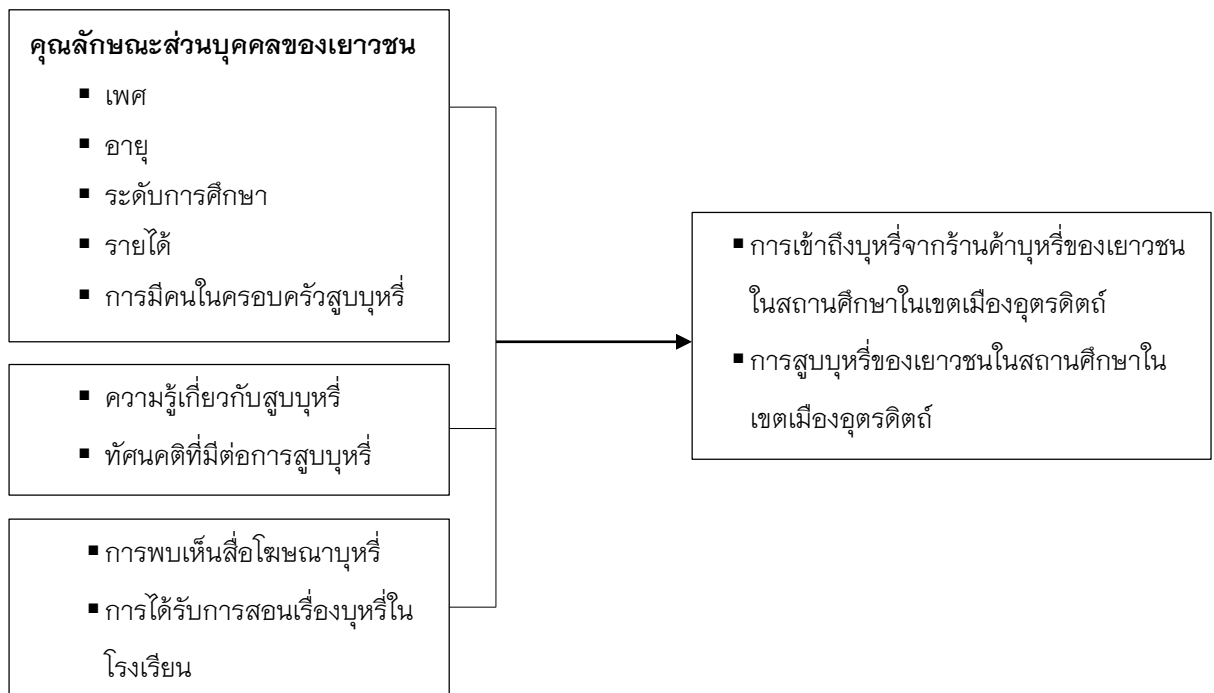 คุณลักษณะส่วนบุคคลของเยาวชน
▪ เพศ
▪ อายุ
▪ ระดับการศึกษา
▪ รายได้
▪ การมีคนในครอบครัวสูบบุหรี่
▪ ความรู้เกี่ยวกับสูบบุหรี่
▪ ทัศนคติที่มีต่อการสูบบุหรี่
▪ การพบเห็นสื่อโฆษณาบุหรี่
▪ การได้รับการสอนเรื่องบุหรี่ใน
โรงเรียน
▪ การเข้าถึงบุหรี่จากร้านค้าบุหรี่ของเยาวชน
ในสถานศึกษาในเขตเมืองอุตรดิตถ์
▪ การสูบบุหรี่ของเยาวชนในสถานศึกษาใน
เขตเมืองอุตรดิตถ์